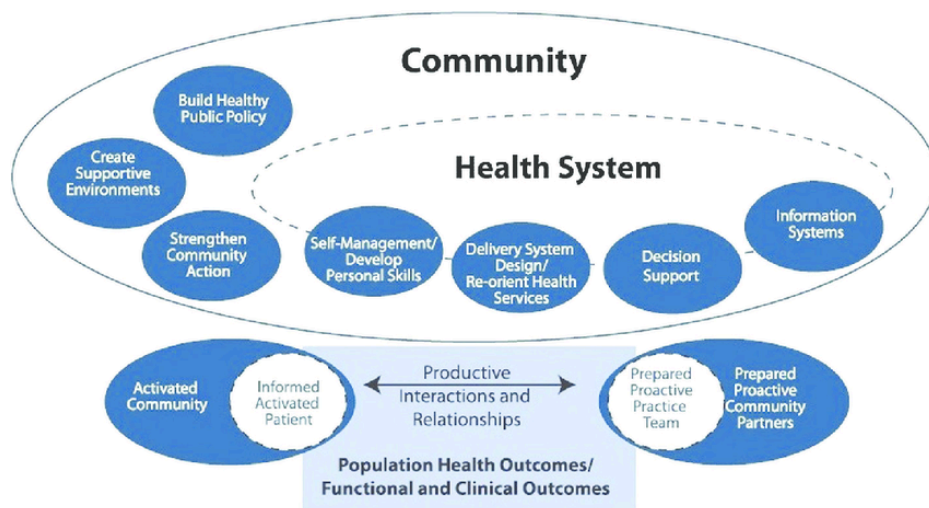 Community
Build Healthy
Public Policy
Create
Supportive
Environments
Strengthen
Community
Action
Health System
Self-Management/
Develop
Personal Skills
Delivery System
Design/
Re-orient Health
Services
Decision
Support
Information
Systems
Activated
Community
Informed
Activated
Patient
Productive
Interactions and
Relationships
Prepared
Proactive
Practice
Team
Prepared
Proactive
Community
Partners
Population Health Outcomes/
Functional and Clinical Outcomes